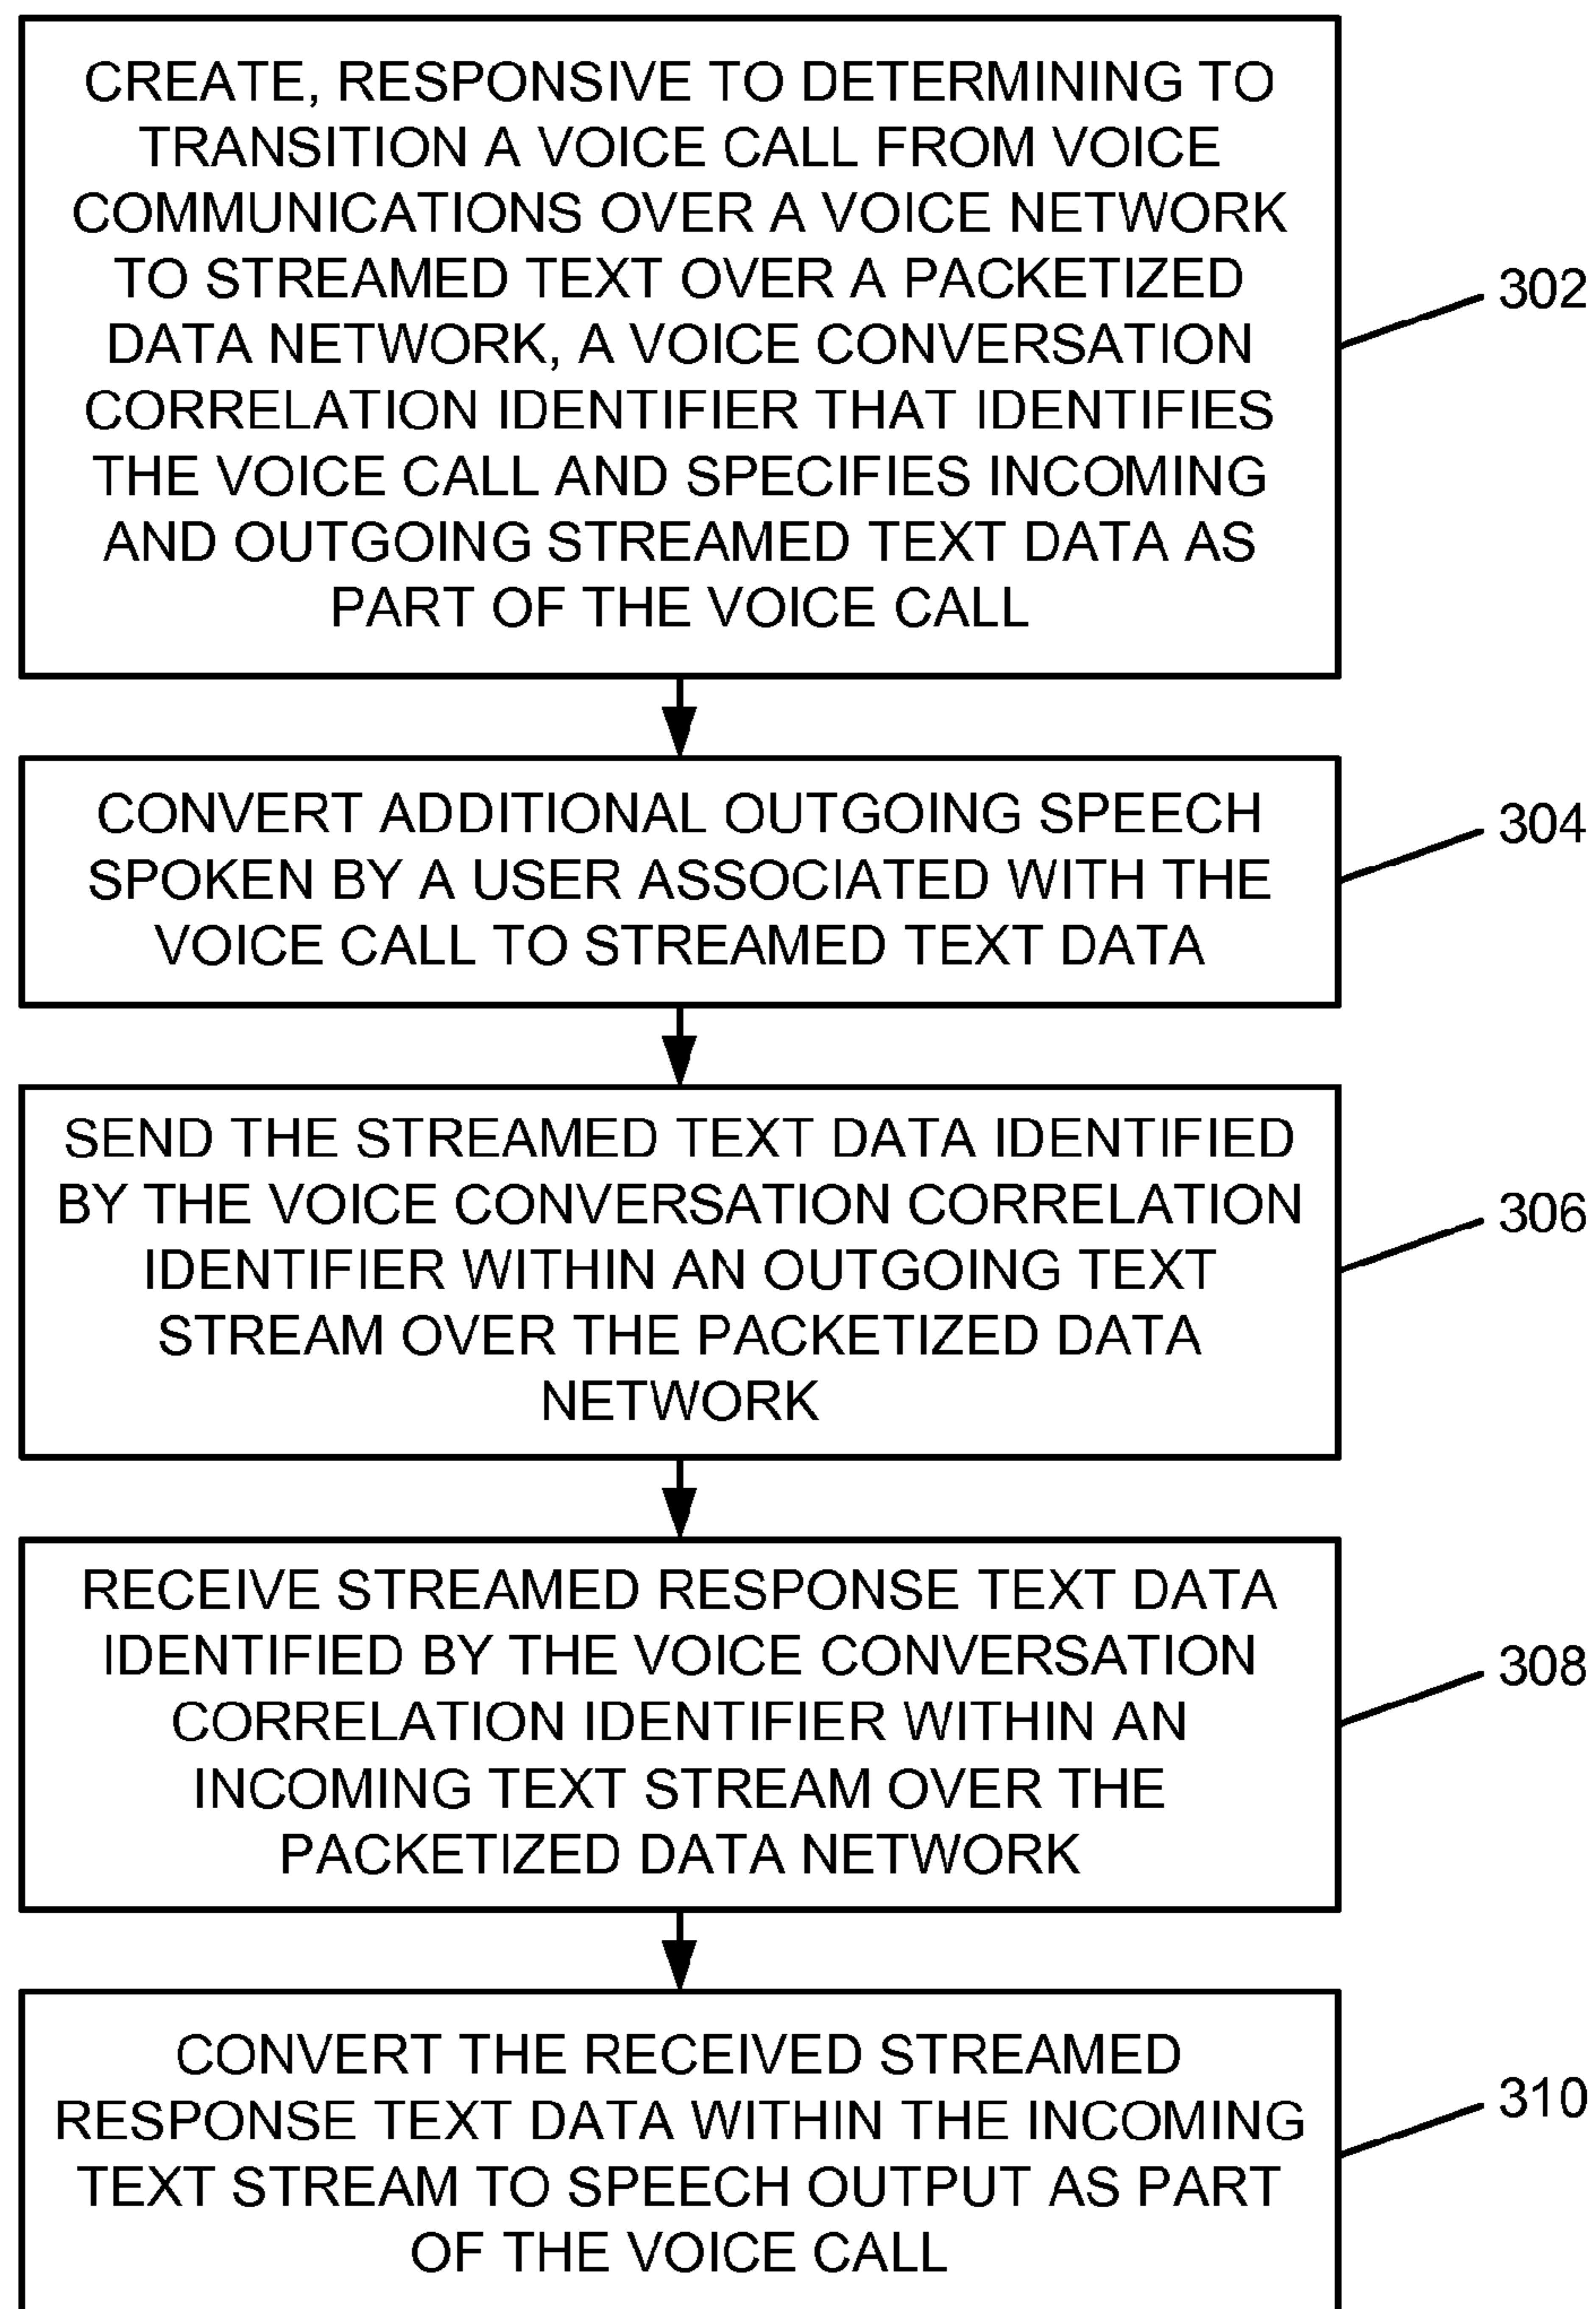 CREATE, RESPONSIVE TO DETERMINING TO
TRANSITION A VOICE CALL FROM VOICE
COMMUNICATIONS OVER A VOICE NETWORK
TO STREAMED TEXT OVER A PACKETIZED
DATA NETWORK, A VOICE CONVERSATION
CORRELATION IDENTIFIER THAT IDENTIFIES
THE VOICE CALL AND SPECIFIES INCOMING
AND OUTGOING STREAMED TEXT DATA AS
PART OF THE VOICE CALL
302
CONVERT ADDITIONAL OUTGOING SPEECH
SPOKEN BY A USER ASSOCIATED WITH THE
VOICE CALL TO STREAMED TEXT DATA
304
SEND THE STREAMED TEXT DATA IDENTIFIED
BY THE VOICE CONVERSATION CORRELATION
IDENTIFIER WITHIN AN OUTGOING TEXT
STREAM OVER THE PACKETIZED DATA
NETWORK
306
RECEIVE STREAMED RESPONSE TEXT DATA
IDENTIFIED BY THE VOICE CONVERSATION
CORRELATION IDENTIFIER WITHIN AN
INCOMING TEXT STREAM OVER THE
PACKETIZED DATA NETWORK
308
CONVERT THE RECEIVED STREAMED
RESPONSE TEXT DATA WITHIN THE INCOMING
TEXT STREAM TO SPEECH OUTPUT AS PART
OF THE VOICE CALL
310